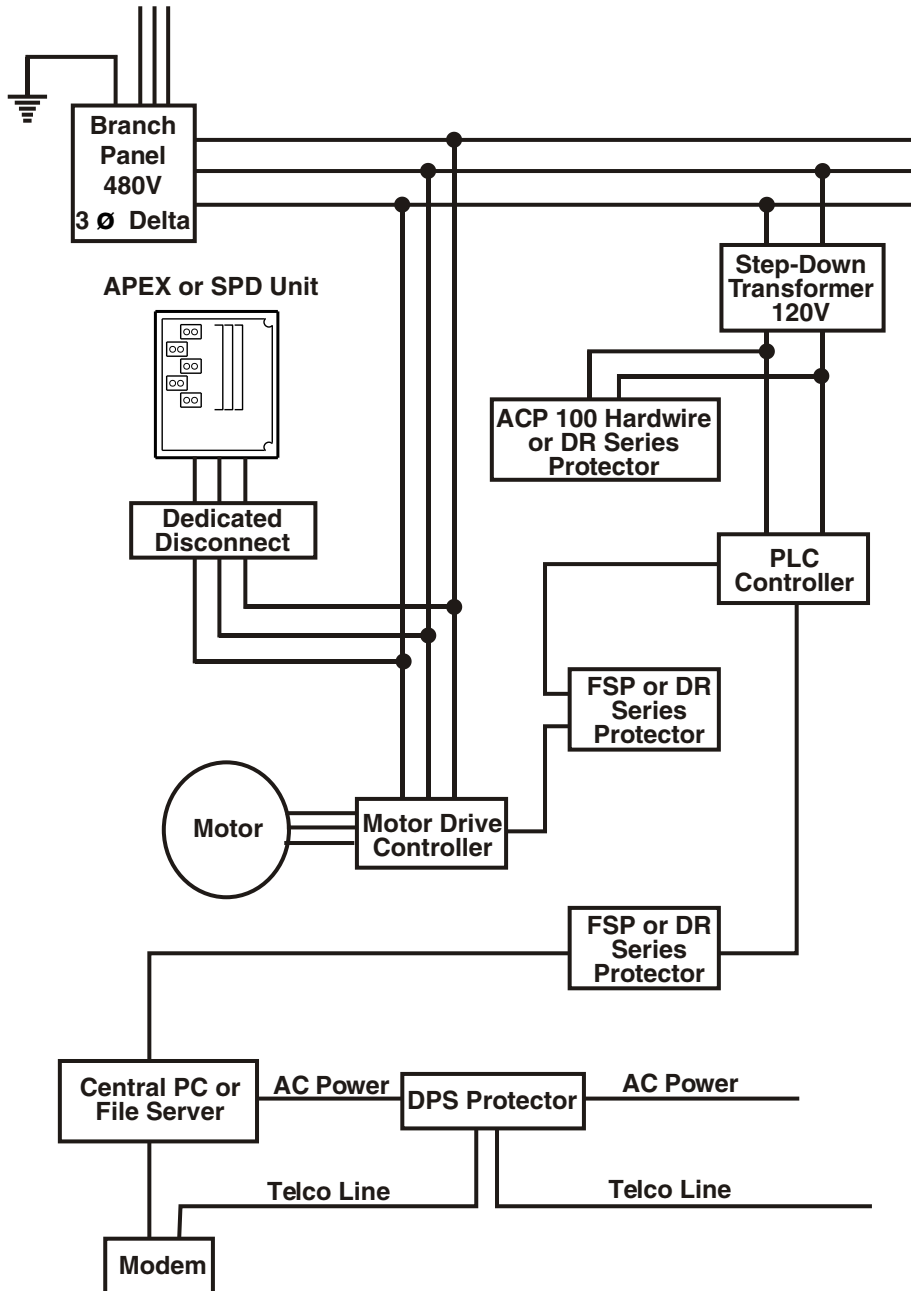 Branch
Panel
480V
3 Ø Delta
APEX or SPD Unit
Step-Down
Transformer
120V
ACP 100 Hardwire
or DR Series
Protector
Dedicated
Disconnect
PLC
Controller
FSP or DR
Series
Protector
Motor
Motor Drive
Controller
FSP or DR
Series
Protector
Central PC or
File Server
AC Power
DPS Protector
AC Power
Telco Line
Telco Line
Modem